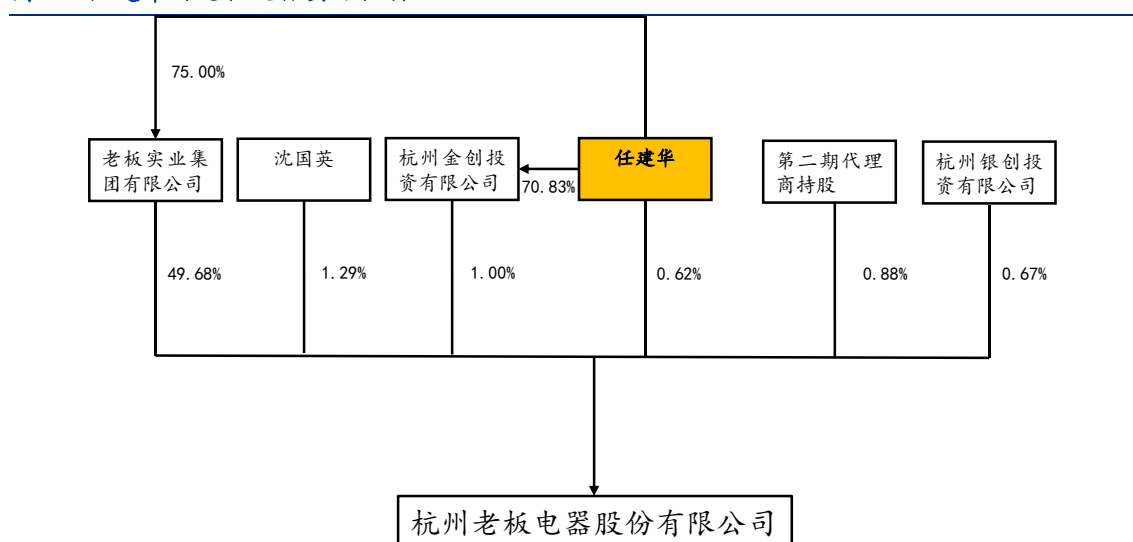 75.00%
老板实业集
团有限公司
沈国英
杭州金创投
资有限公司
任建华
第二期代理
商持股
杭州银创投
资有限公司
70.83%
49.68%
1.29%
1.00%
0.62%
0.88%
0.67%
杭州老板电器股份有限公司